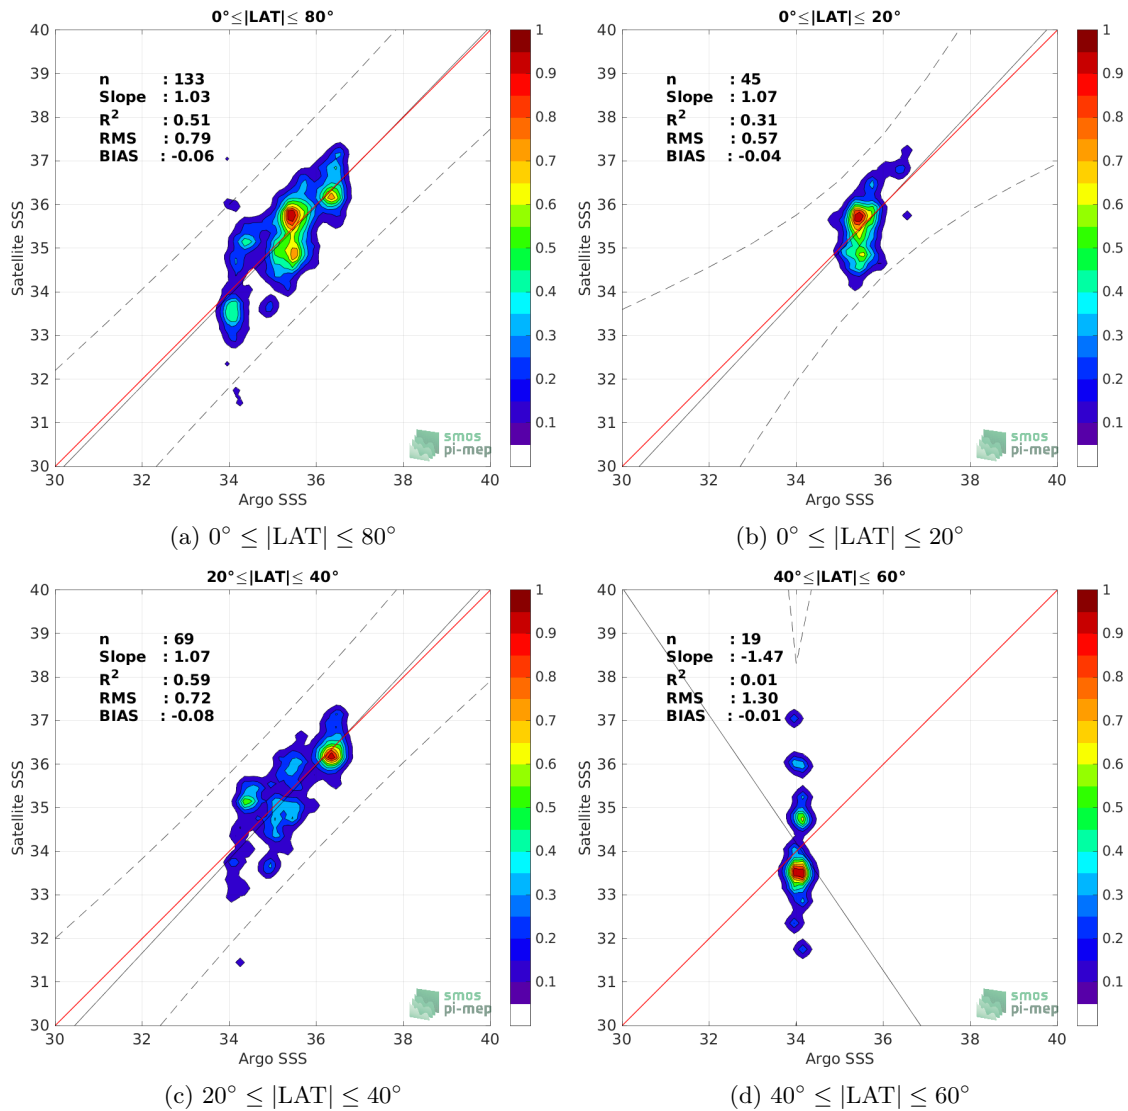 0°≤|LAT|≤ 80°
n : 133
Slope : 1.03
R2 : 0.51
RMS : 0.79
BIAS : -0.06
Satellite SSS
40
39
38
37
36
35
34
33
32
31
30
30 32 34 36 38 40
Argo SSS
1
0.9
0.8
0.7
0.6
0.5
0.4
0.3
0.2
0.1
smos
pi-mep
(a) 0° ≤ |LAT| ≤ 80°
0°≤|LAT|≤ 20°
n : 45
Slope : 1.07
R2 : 0.31
RMS : 0.57
BIAS : -0.04
Satellite SSS
40
39
38
37
36
35
34
33
32
31
30
30 32 34 36 38 40
Argo SSS
1
0.9
0.8
0.7
0.6
0.5
0.4
0.3
0.2
0.1
smos
pi-mep
(b) 0° ≤ |LAT| ≤ 20°
20°≤|LAT|≤ 40°
n : 69
Slope : 1.07
R2 : 0.59
RMS : 0.72
BIAS : -0.08
Satellite SSS
40
39
38
37
36
35
34
33
32
31
30
30 32 34 36 38 40
Argo SSS
1
0.9
0.8
0.7
0.6
0.5
0.4
0.3
0.2
0.1
smos
pi-mep
(c) 20° ≤ |LAT| ≤ 40°
40°≤|LAT|≤ 60°
n : 19
Slope : -1.47
R2 : 0.01
RMS : 1.30
BIAS : -0.01
Satellite SSS
40
39
38
37
36
35
34
33
32
31
30
30 32 34 36 38 40
Argo SSS
1
0.9
0.8
0.7
0.6
0.5
0.4
0.3
0.2
0.1
smos
pi-mep
(d) 40° ≤ |LAT| ≤ 60°